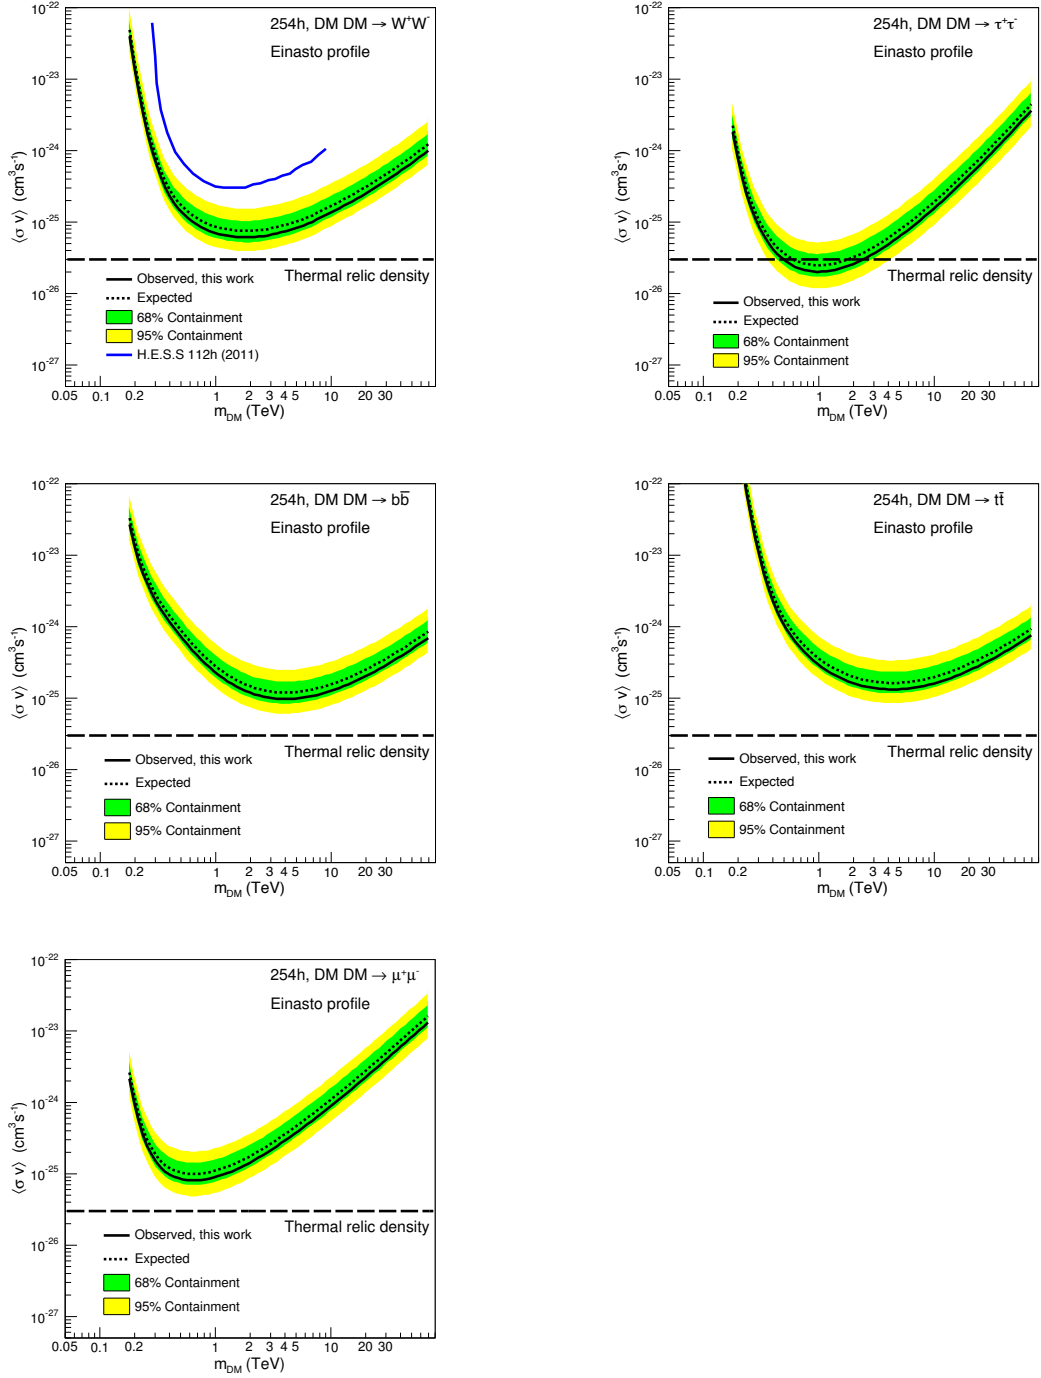 254h, DM DM → W⁺W⁻
Einasto profile
10⁻²²
10⁻²³
10⁻²⁴
10⁻²⁵
10⁻²⁶
10⁻²⁷
⟨σ v⟩ (cm³s⁻¹)
Thermal relic density
Observed, this work
Expected
68% Containment
95% Containment
H.E.S.S 112h (2011)
0.05 0.1 0.2 1 2 3 4 5 10 20 30
m_DM (TeV)
254h, DM DM → τ⁺τ⁻
Einasto profile
10⁻²²
10⁻²³
10⁻²⁴
10⁻²⁵
10⁻²⁶
10⁻²⁷
⟨σ v⟩ (cm³s⁻¹)
Thermal relic density
Observed, this work
Expected
68% Containment
95% Containment
0.05 0.1 0.2 1 2 3 4 5 10 20 30
m_DM (TeV)
254h, DM DM → bb̅
Einasto profile
10⁻²²
10⁻²³
10⁻²⁴
10⁻²⁵
10⁻²⁶
10⁻²⁷
⟨σ v⟩ (cm³s⁻¹)
Thermal relic density
Observed, this work
Expected
68% Containment
95% Containment
0.05 0.1 0.2 1 2 3 4 5 10 20 30
m_DM (TeV)
254h, DM DM → tt̅
Einasto profile
10⁻²²
10⁻²³
10⁻²⁴
10⁻²⁵
10⁻²⁶
10⁻²⁷
⟨σ v⟩ (cm³s⁻¹)
Thermal relic density
Observed, this work
Expected
68% Containment
95% Containment
0.05 0.1 0.2 1 2 3 4 5 10 20 30
m_DM (TeV)
254h, DM DM → μ⁺μ⁻
Einasto profile
10⁻²²
10⁻²³
10⁻²⁴
10⁻²⁵
10⁻²⁶
10⁻²⁷
⟨σ v⟩ (cm³s⁻¹)
Thermal relic density
Observed, this work
Expected
68% Containment
95% Containment
0.05 0.1 0.2 1 2 3 4 5 10 20 30
m_DM (TeV)